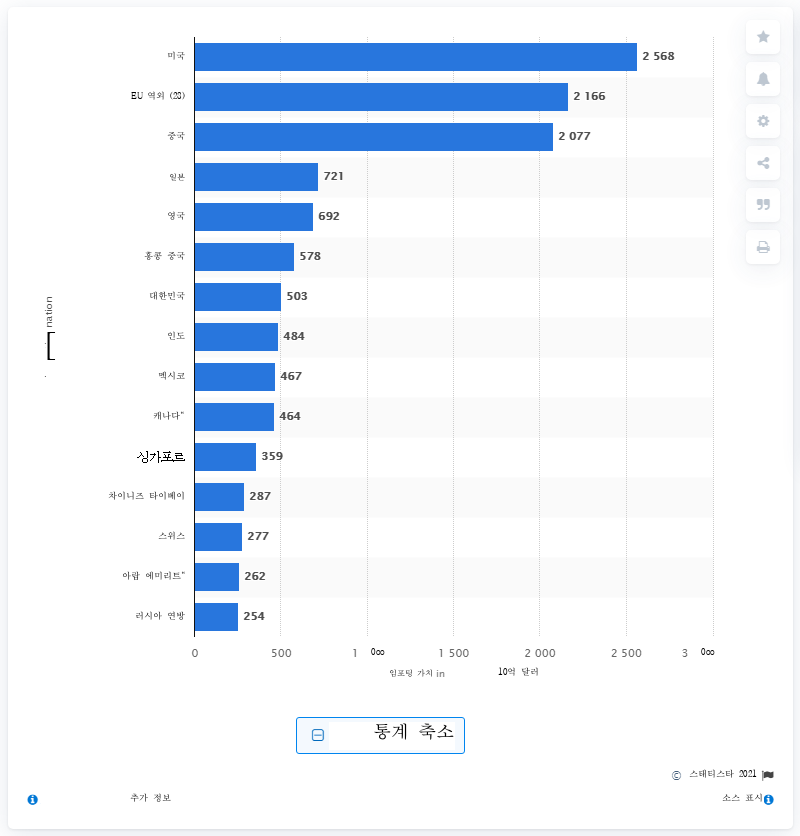 미국 2 568
EU 역외 (28) 2 166
중국 2 077
일본 721
영국 692
홍콩 중국 578
대한민국 503
nation
인도 484
[
멕시코 467
캐나다" 464
싱가포르 359
차이니즈 타이베이 287
스위스 277
아랍 에미리트" 262
러시아 연방 254
0 500 1 0∞ 1 500 2 000 2 500 3 0∞
임포팅 가치 in 10억 달러
통계 축소
© 스태티스타 2021
추가 정보 소스 표시